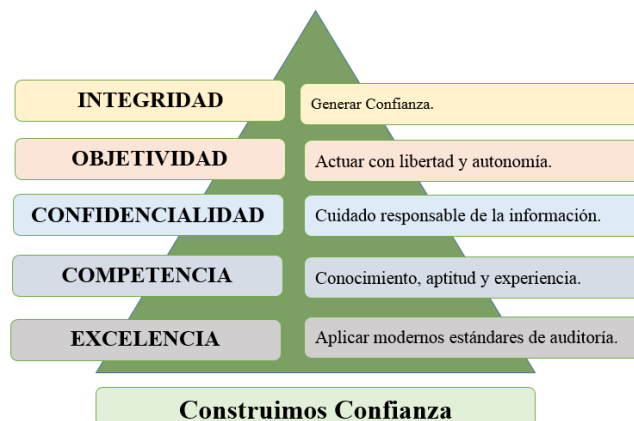 INTEGRIDAD
Generar Confianza.
OBJETIVIDAD
Actuar con libertad y autonomía.
CONFIDENCIALIDAD
Cuidado responsable de la información.
COMPETENCIA
Conocimiento, aptitud y experiencia.
EXCELENCIA
Aplicar modernos estándares de auditoría.
Construimos Confianza